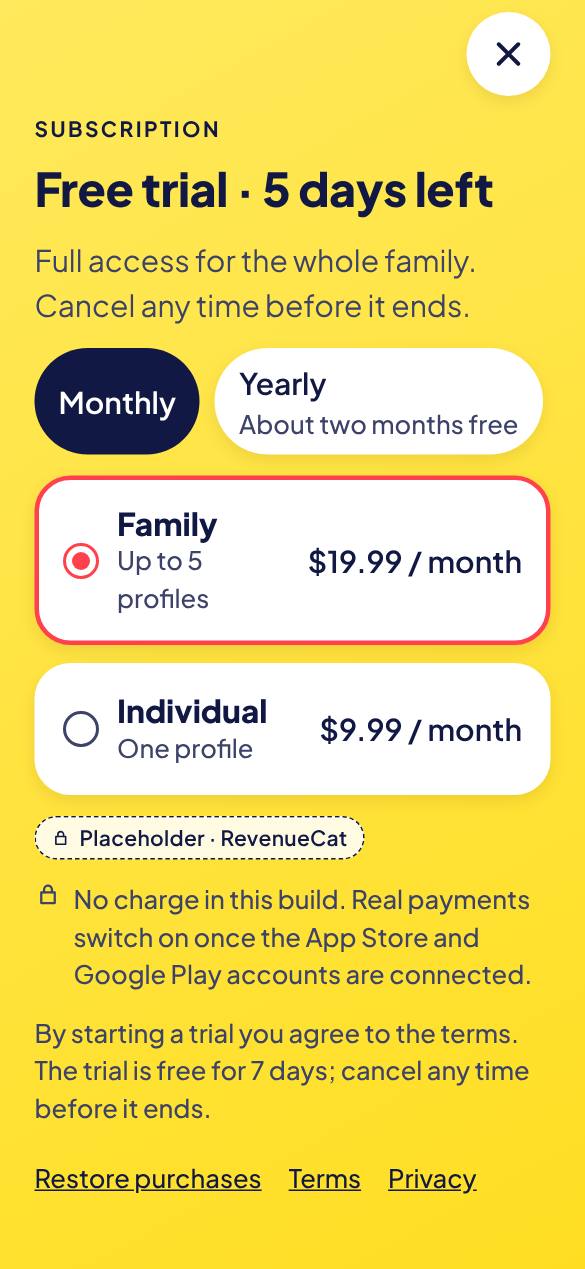 SUBSCRIPTION
Free trial · 5 days left
Full access for the whole family.
Cancel any time before it ends.
Monthly
Yearly
About two months free
Family
Up to 5
profiles
$19.99 / month
Individual
One profile
$9.99 / month
Placeholder · RevenueCat
No charge in this build. Real payments
switch on once the App Store and
Google Play accounts are connected.
By starting a trial you agree to the terms.
The trial is free for 7 days; cancel any time
before it ends.
Restore purchases Terms Privacy